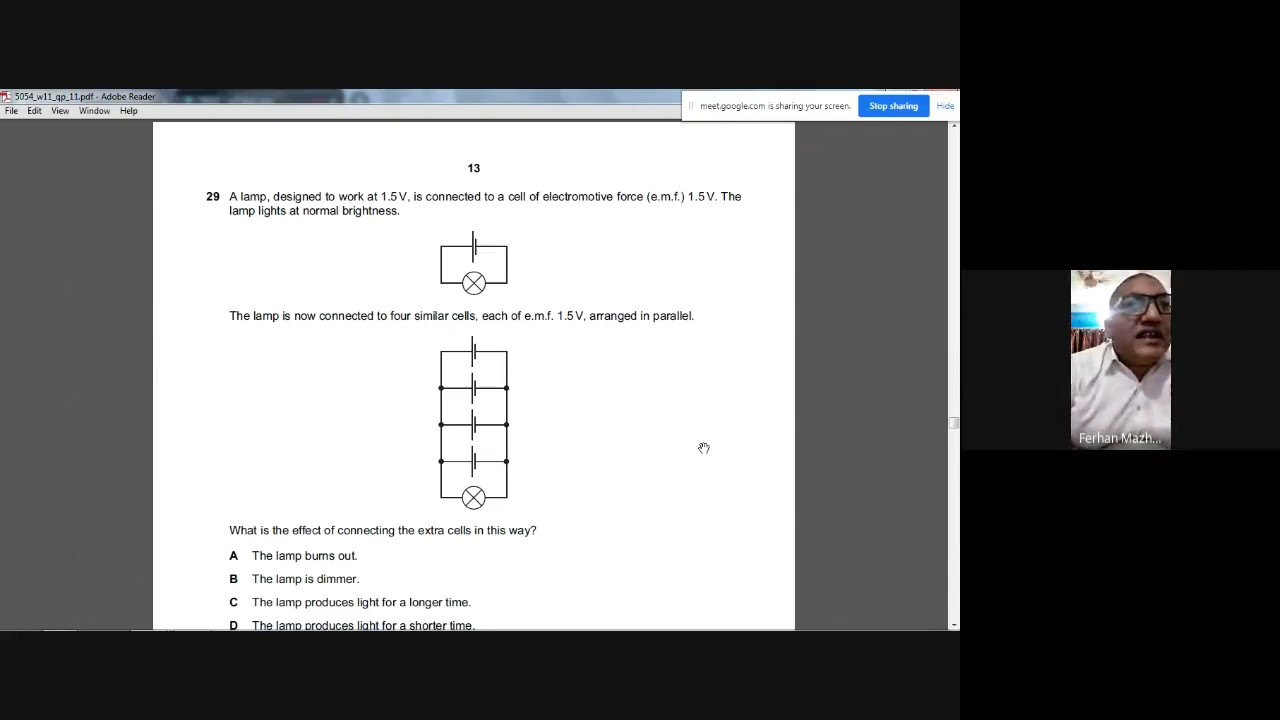 5054_w11_qp_11.pdf - Adobe Reader
File Edit View Window Help
meet.google.com is sharing your screen. Stop sharing Hide
13
29 A lamp, designed to work at 1.5 V, is connected to a cell of electromotive force (e.m.f.) 1.5 V. The
lamp lights at normal brightness.
The lamp is now connected to four similar cells, each of e.m.f. 1.5 V, arranged in parallel.
What is the effect of connecting the extra cells in this way?
A The lamp burns out.
B The lamp is dimmer.
C The lamp produces light for a longer time.
D The lamp produces light for a shorter time.
Ferhan Mazh...